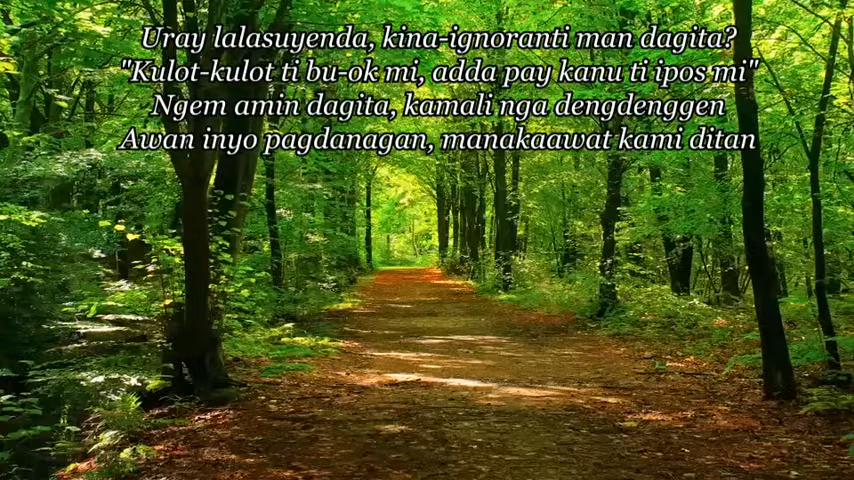 Uray lalasuyenda, kina-ignoranti man dagita?
"Kulot-kulot ti bu-ok mi, adda pay kanu ti ipos mi"
Ngem amin dagita, kamali nga dengdenggen
Awan inyo pagdanagan, manakaawat kami ditan